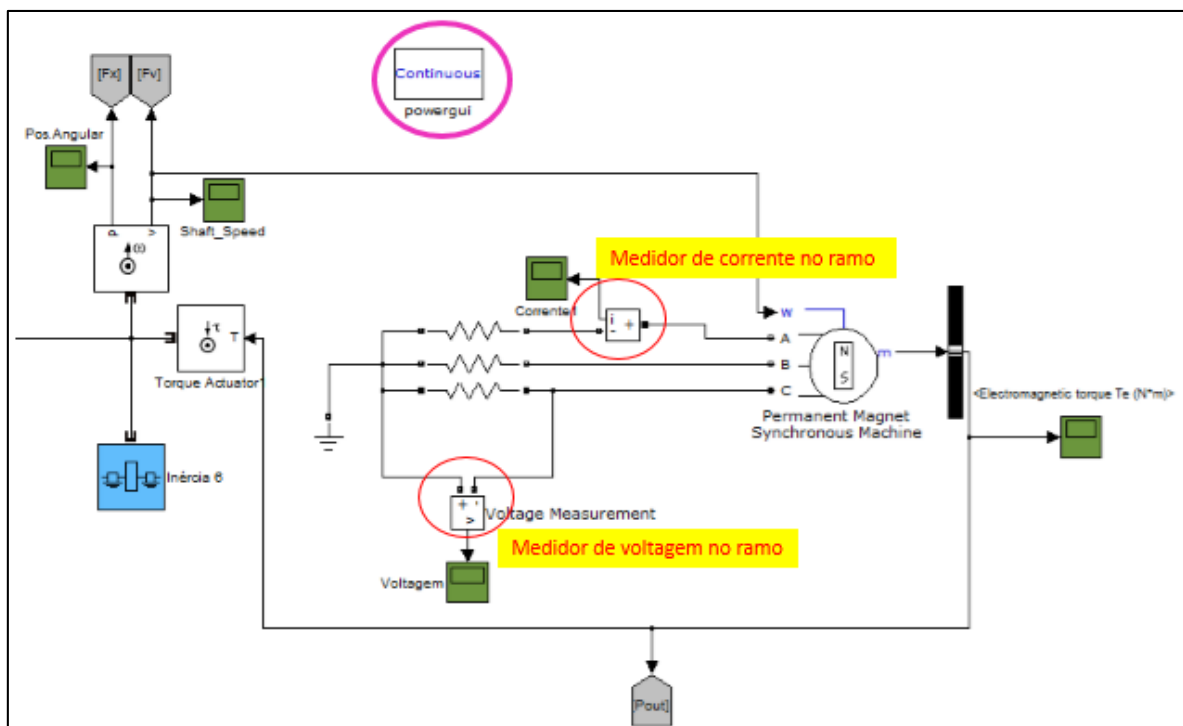 [Fx]
[Fv]
Continuous
powergui
Pos.Angular
Shaft_Speed
p
v
ω
Medidor de corrente no ramo
Corrente1
i
+
-
w
A
B
C
N
S
m
Permanent Magnet
Synchronous Machine
<Electromagnetic torque Te (N*m)>
τ
T
Torque Actuator1
Inércia 6
+
-
v
Voltage Measurement
Medidor de voltagem no ramo
Voltagem
[Pout]